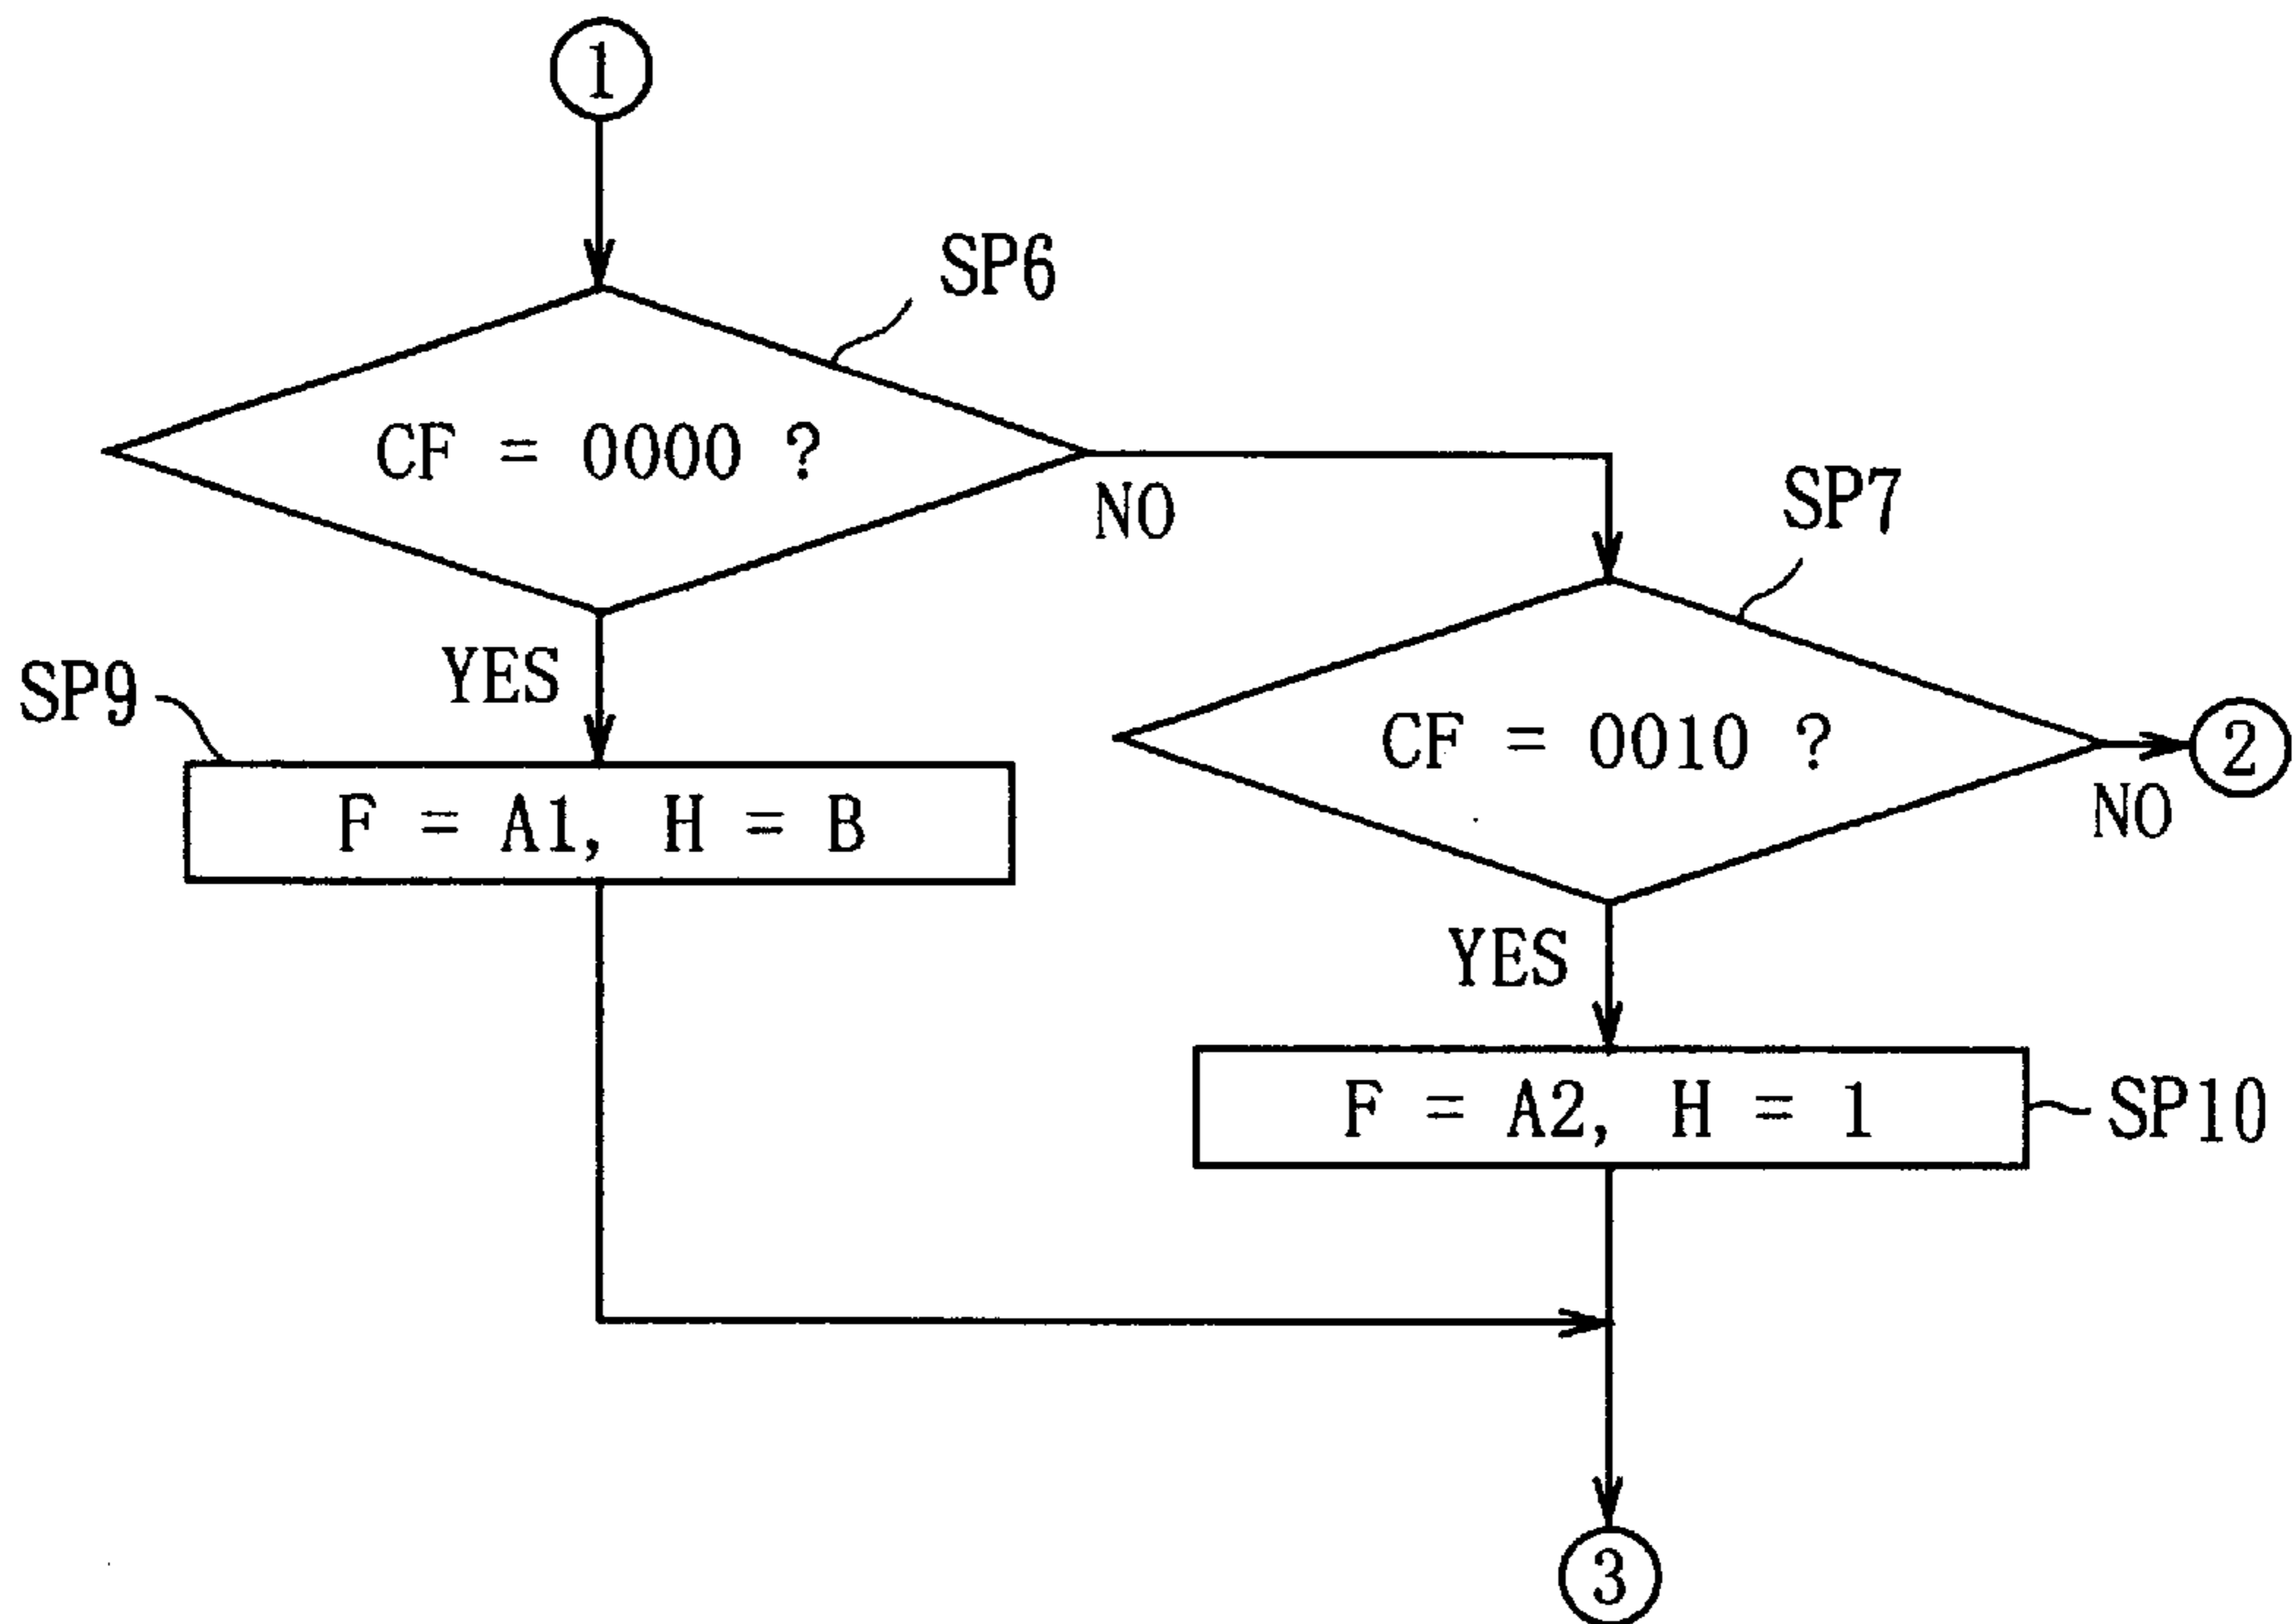 1
SP6
CF = 0000 ?
NO
SP7
YES
SP9
CF = 0010 ?
2
NO
F = A1, H = B
YES
F = A2, H = 1
SP10
3